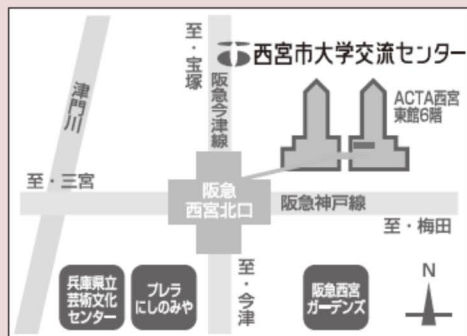 至・宝塚
西宮市大学交流センター
津門川
阪急今津線
ACTA西宮
東館6階
至・三宮
阪急
西宮北口
阪急神戸線
至・梅田
兵庫県立
芸術文化
センター
プレラ
にしのみや
至・今津
阪急西宮
ガーデンズ
N